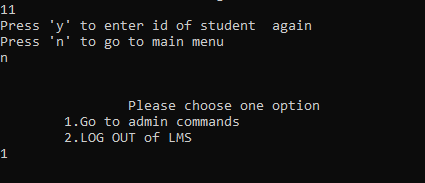 11
Press 'y' to enter id of student  again
Press 'n' to go to main menu
n
Please choose one option
1.Go to admin commands
2.LOG OUT of LMS
1